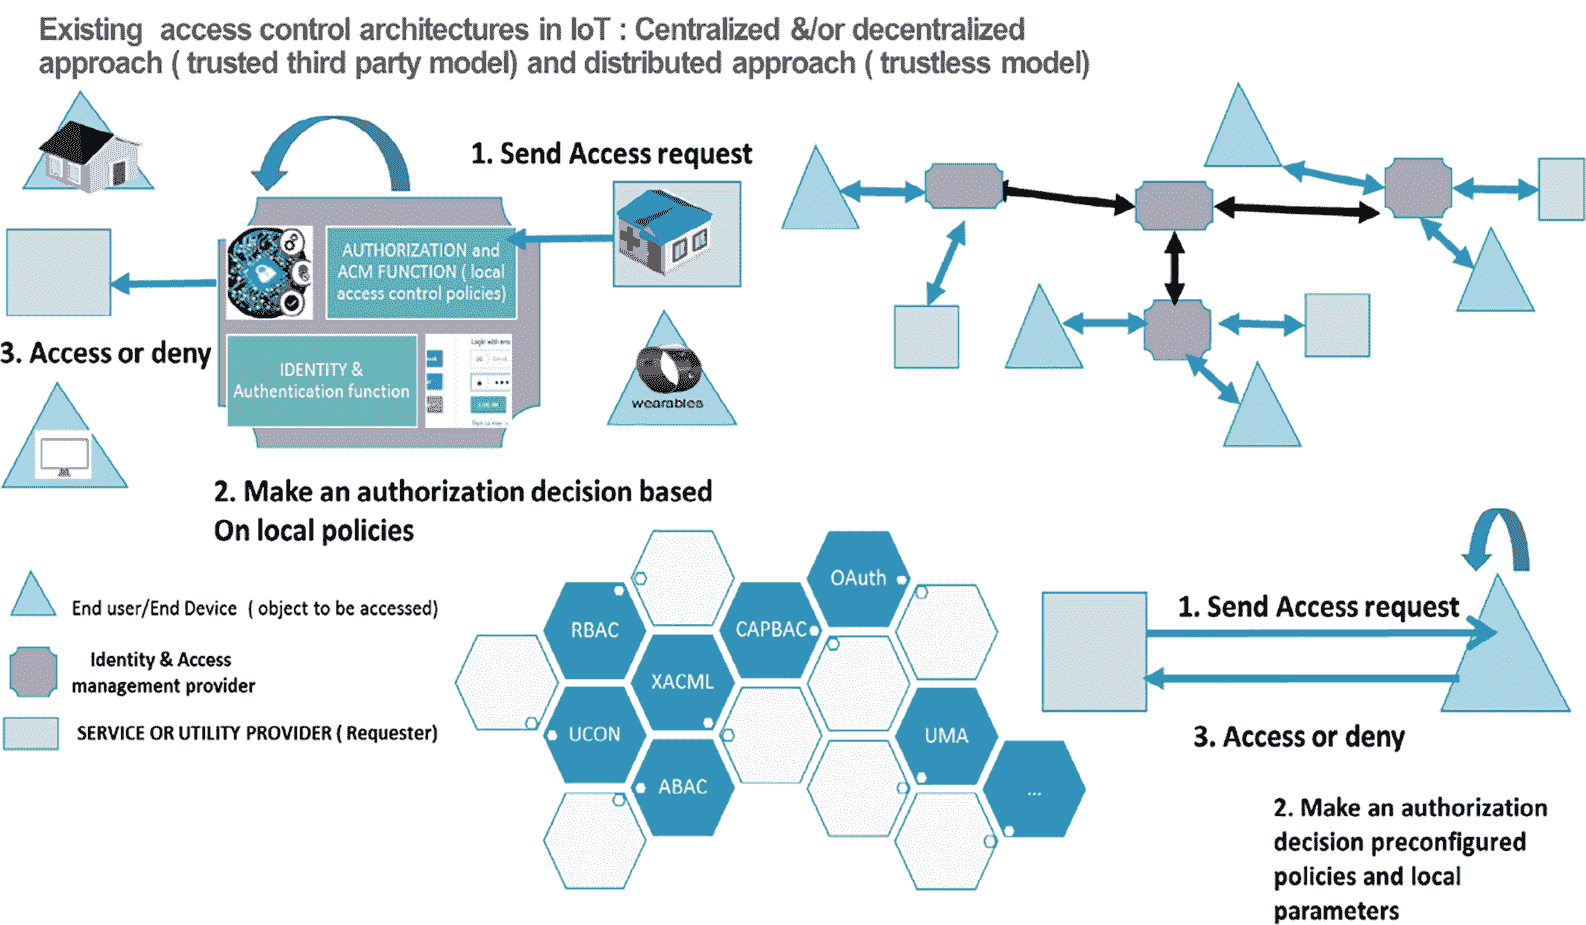 Existing access control architectures in IoT : Centralized &/or decentralized
approach ( trusted third party model) and distributed approach ( trustless model)
1. Send Access request
AUTHORIZATION and
ACM FUNCTION ( local
access control policies)
3. Access or deny
IDENTITY &
Authentication function
Login with
LOG IN
wearables
2. Make an authorization decision based
On local policies
End user/End Device ( object to be accessed)
Identity & Access
management provider
SERVICE OR UTILITY PROVIDER ( Requester)
OAuth
RBAC
CAPBAC
XACML
UCON
UMA
ABAC
...
1. Send Access request
3. Access or deny
2. Make an authorization
decision preconfigured
policies and local
parameters